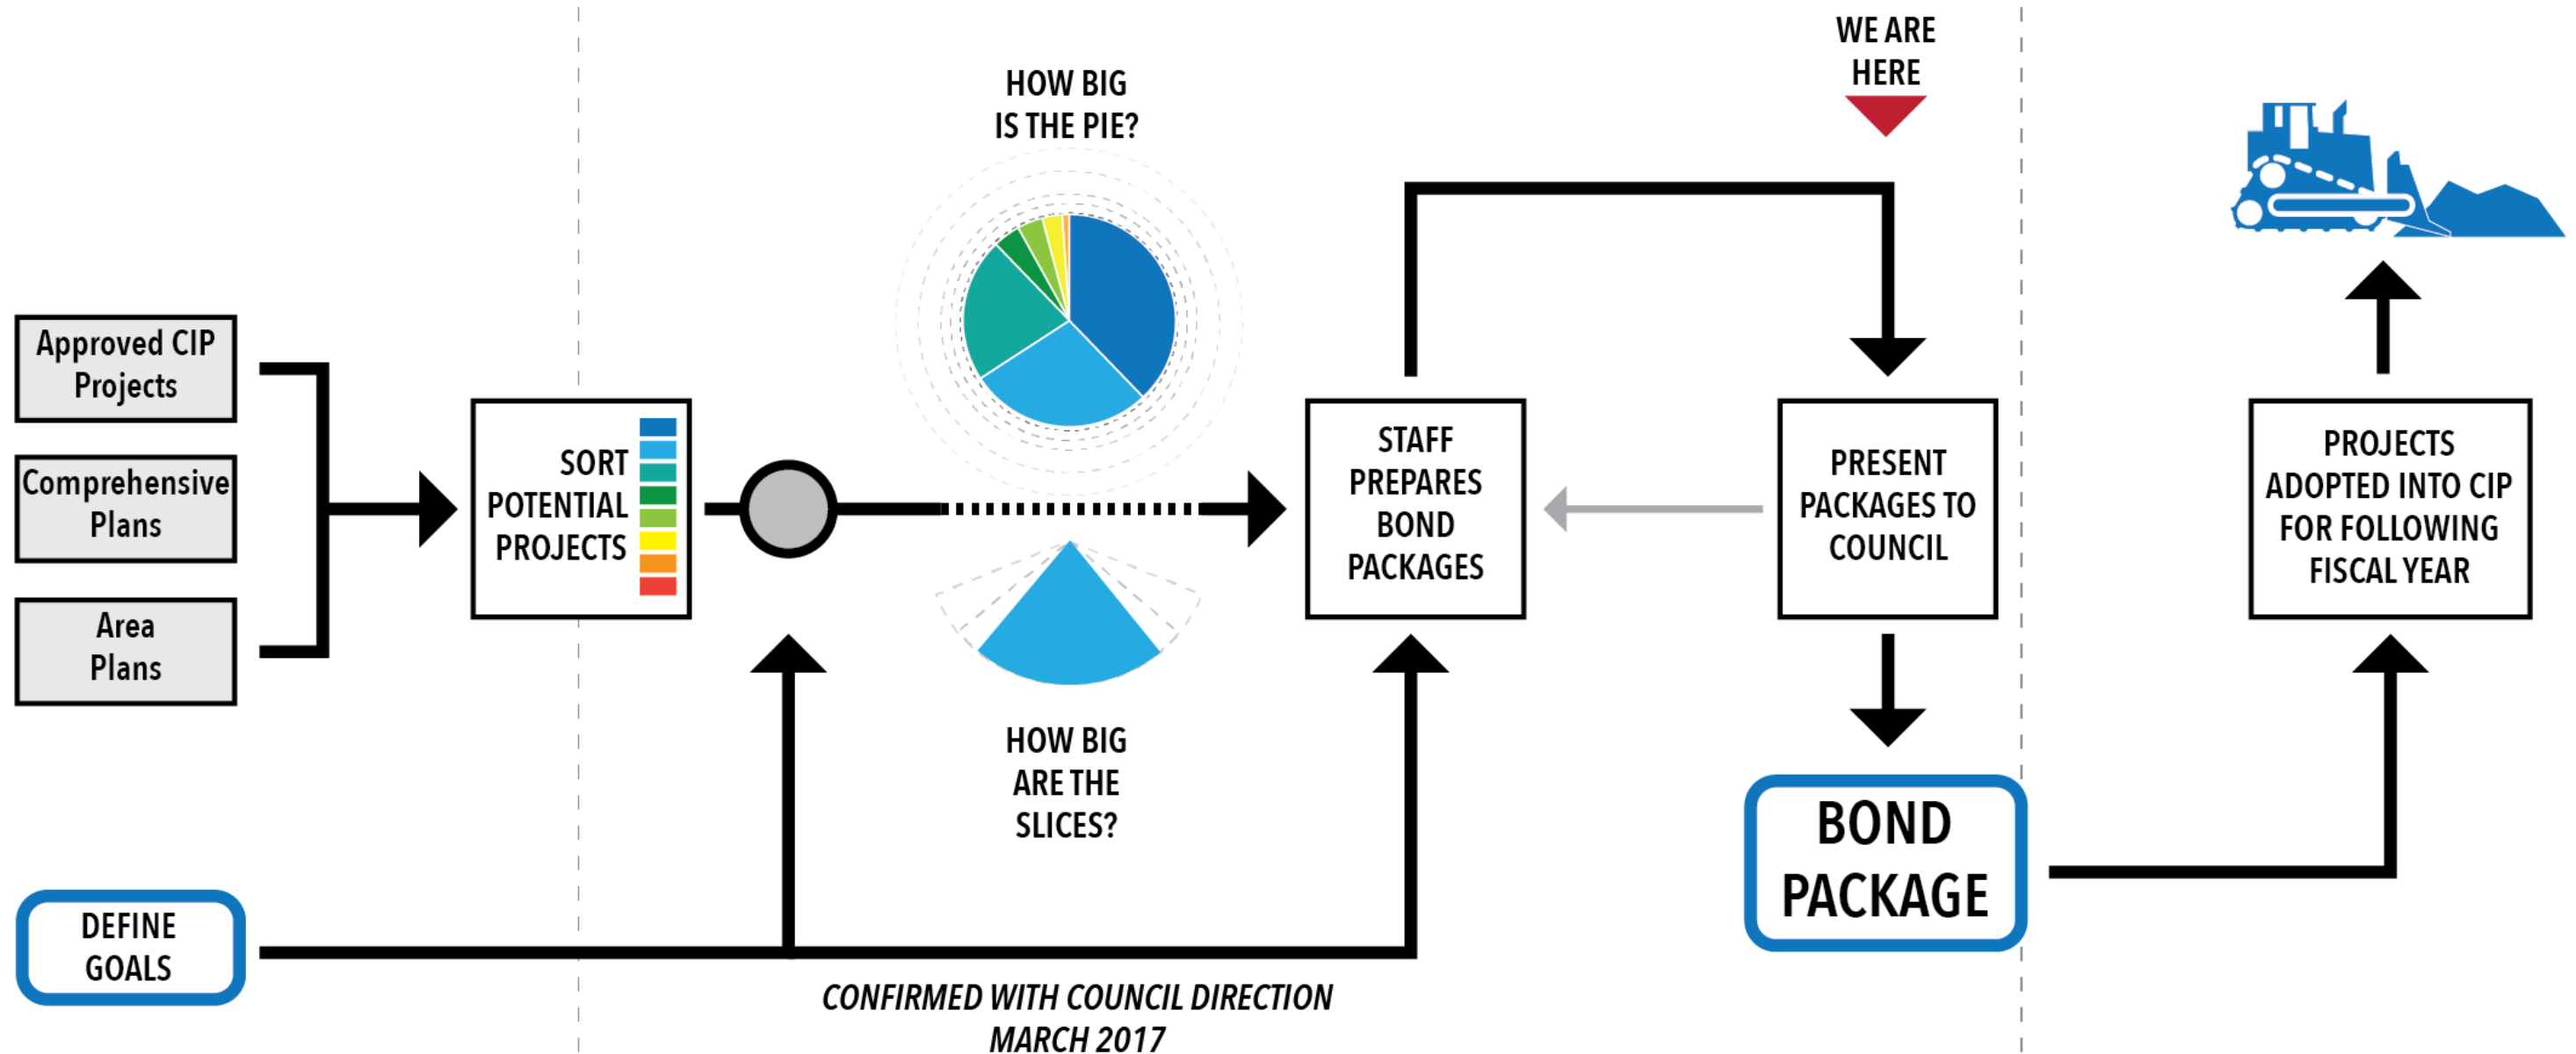 Approved CIP
Projects
Comprehensive
Plans
Area
Plans
DEFINE
GOALS
SORT
POTENTIAL
PROJECTS
HOW BIG
IS THE PIE?
HOW BIG
ARE THE
SLICES?
CONFIRMED WITH COUNCIL DIRECTION
MARCH 2017
STAFF
PREPARES
BOND
PACKAGES
WE ARE
HERE
PRESENT
PACKAGES TO
COUNCIL
BOND
PACKAGE
PROJECTS
ADOPTED INTO CIP
FOR FOLLOWING
FISCAL YEAR